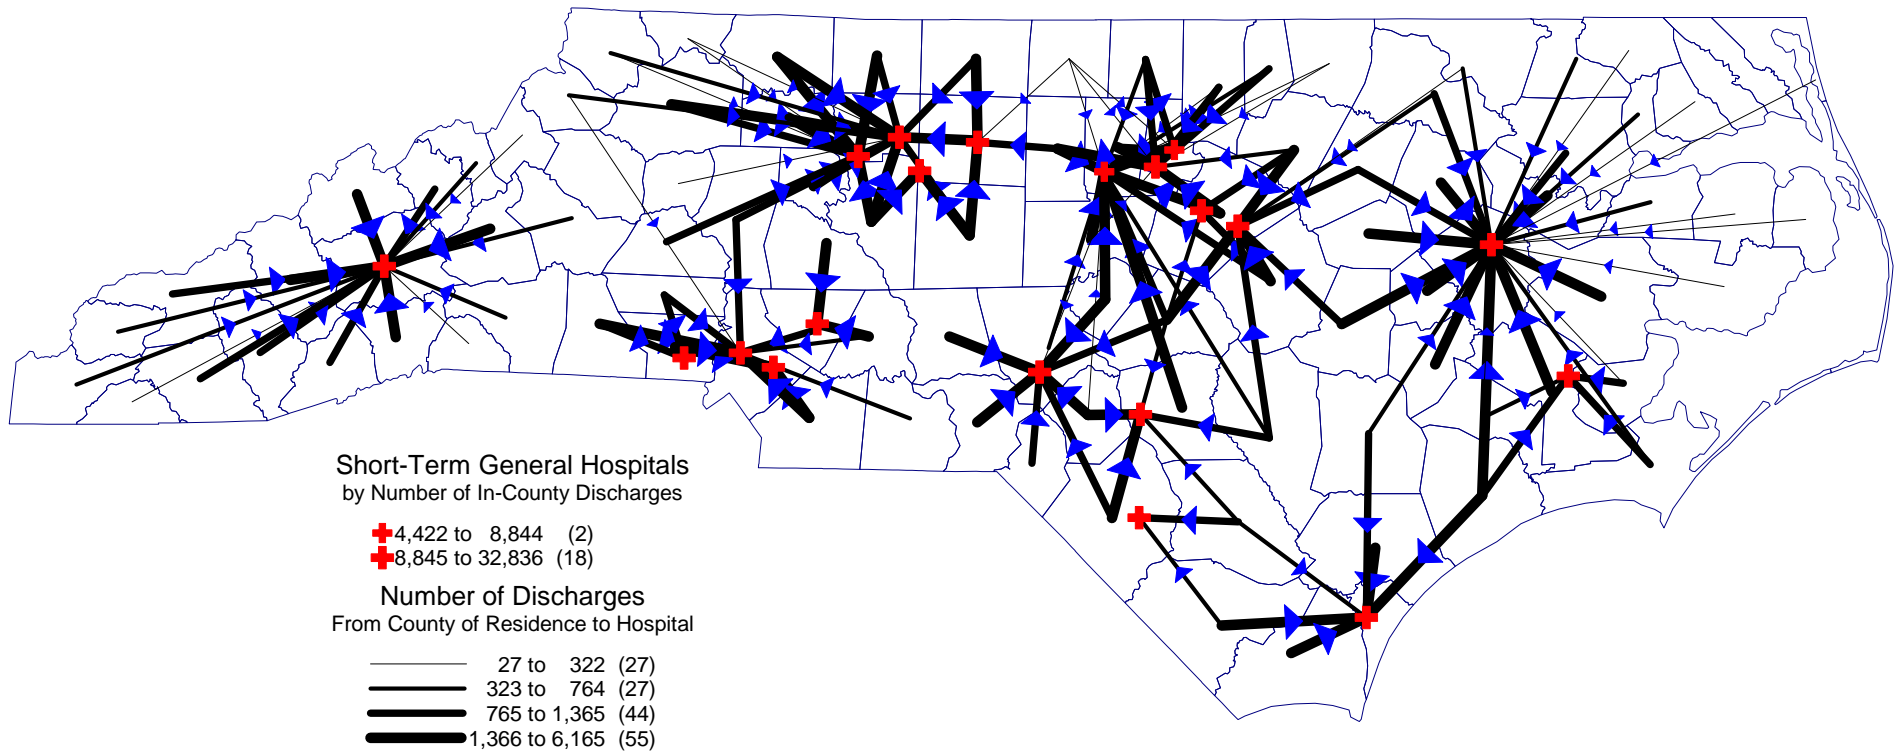 Short-Term General Hospitals
by Number of In-County Discharges
4,422 to 8,844 (2)
8,845 to 32,836 (18)
Number of Discharges
From County of Residence to Hospital
27 to 322 (27)
323 to 764 (27)
765 to 1,365 (44)
1,366 to 6,165 (55)